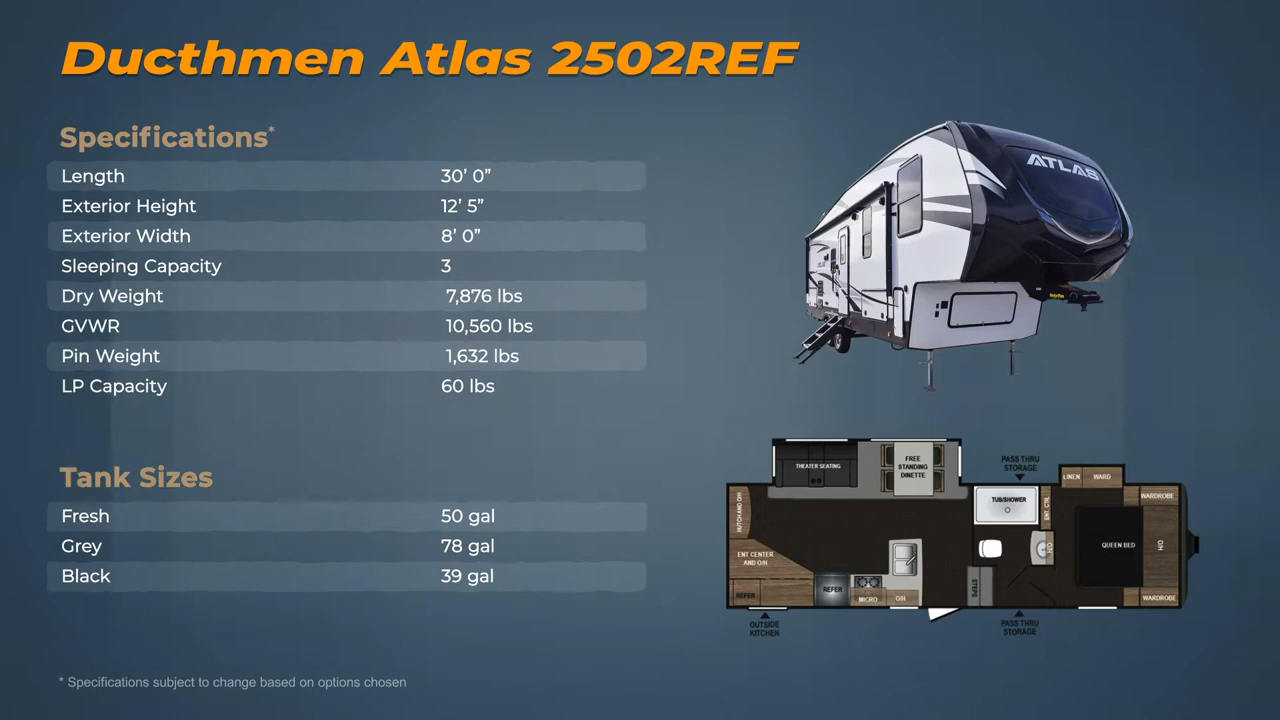 Ducthmen Atlas 2502REF
Specifications*
Length 30’ 0”
Exterior Height 12’ 5”
Exterior Width 8’ 0”
Sleeping Capacity 3
Dry Weight 7,876 lbs
GVWR 10,560 lbs
Pin Weight 1,632 lbs
LP Capacity 60 lbs
Tank Sizes
Fresh 50 gal
Grey 78 gal
Black 39 gal
* Specifications subject to change based on options chosen
ATLAS
THEATER SEATING
FREE
STANDING
DINETTE
PASS THRU
STORAGE
LINEN
WARD
HUTCH AND O/H
TUB/SHOWER
ENT. CTR.
WARDROBE
ENT CENTER
AND O/H
QUEEN BED
O/H
REFER
REFER
MICRO
O/H
STEPS
WARDROBE
OUTSIDE
KITCHEN
PASS THRU
STORAGE